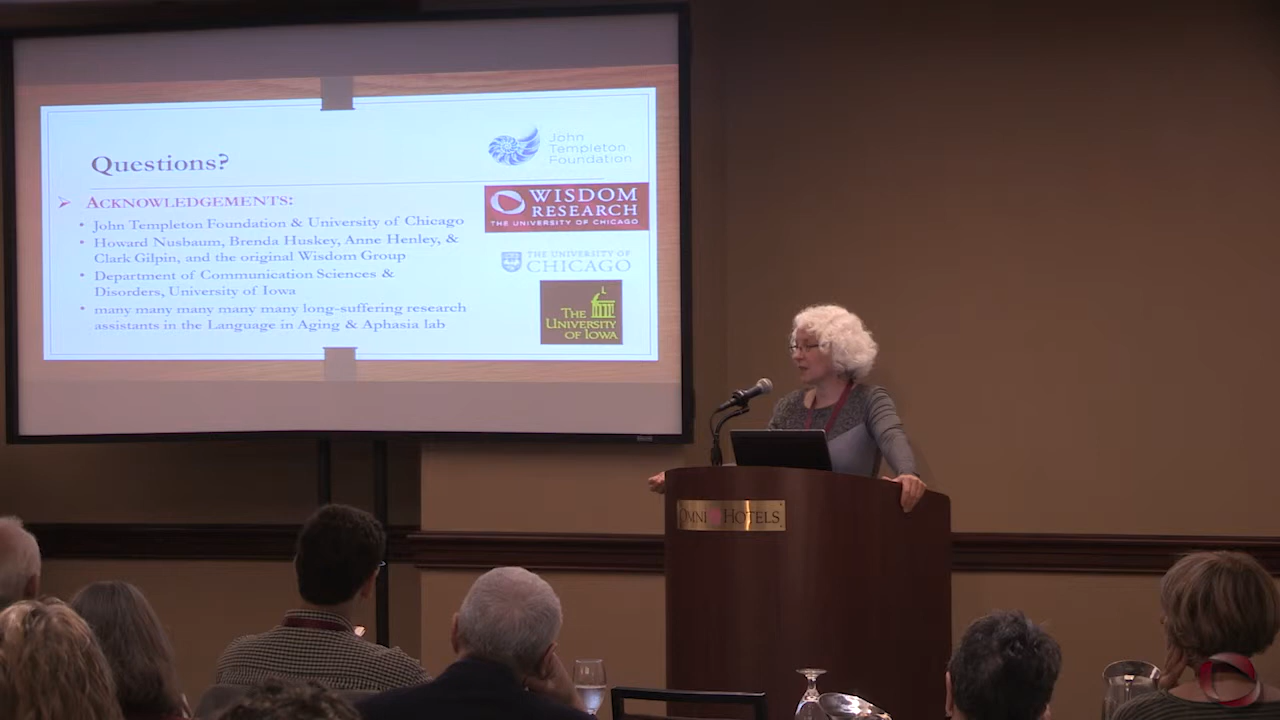 Questions?
ACKNOWLEDGEMENTS:
John Templeton Foundation & University of Chicago
Howard Nusbaum, Brenda Huskey, Anne Henley, &
Clark Gilpin, and the original Wisdom Group
Department of Communication Sciences &
Disorders, University of Iowa
many many many many many long-suffering research
assistants in the Language in Aging & Aphasia lab
John
Templeton
Foundation
WISDOM
RESEARCH
THE UNIVERSITY OF CHICAGO
THE UNIVERSITY OF
CHICAGO
THE
UNIVERSITY
OF IOWA
OMNI HOTELS